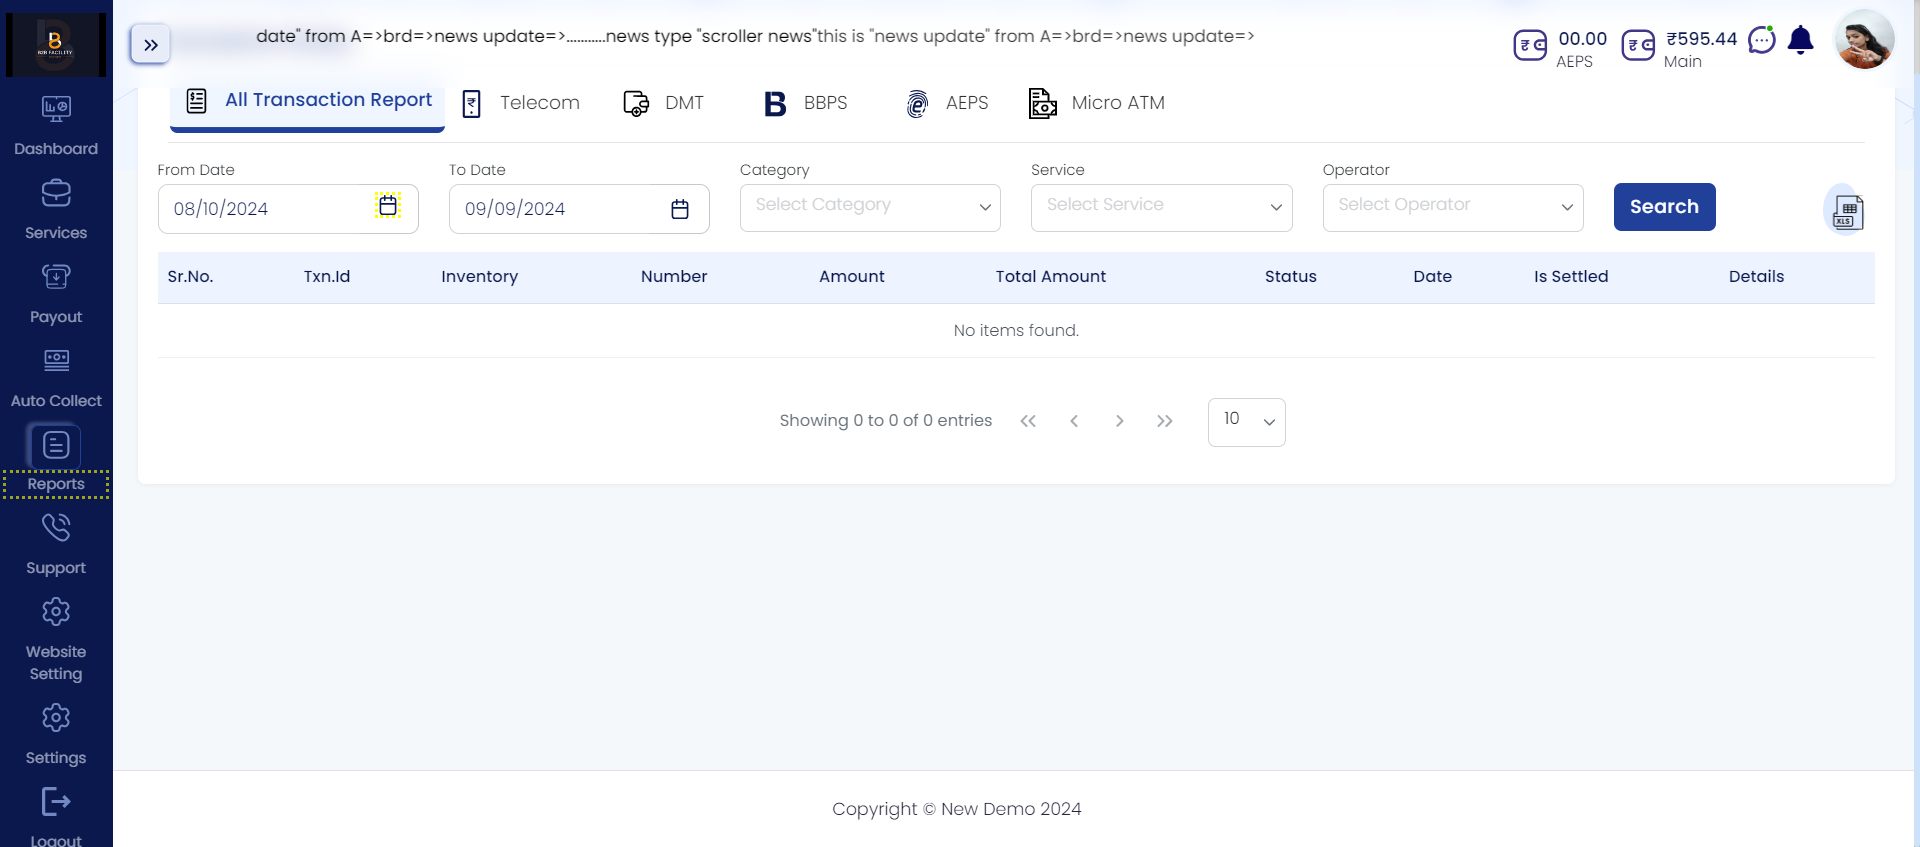 B2B FACILITY
date" from A=>brd=>news update=>...........news type "scroller news"this is "news update" from A=>brd=>news update=>
00.00
AEPS
₹595.44
Main
All Transaction Report
Telecom
DMT
BBPS
AEPS
Micro ATM
Dashboard
Services
Payout
Auto Collect
Reports
Support
Website
Setting
Settings
Logout
From Date
08/10/2024
To Date
09/09/2024
Category
Select Category
Service
Select Service
Operator
Select Operator
Search
XLS
Sr.No. Txn.Id Inventory Number Amount Total Amount Status Date Is Settled Details
No items found.
Showing 0 to 0 of 0 entries
10
Copyright © New Demo 2024